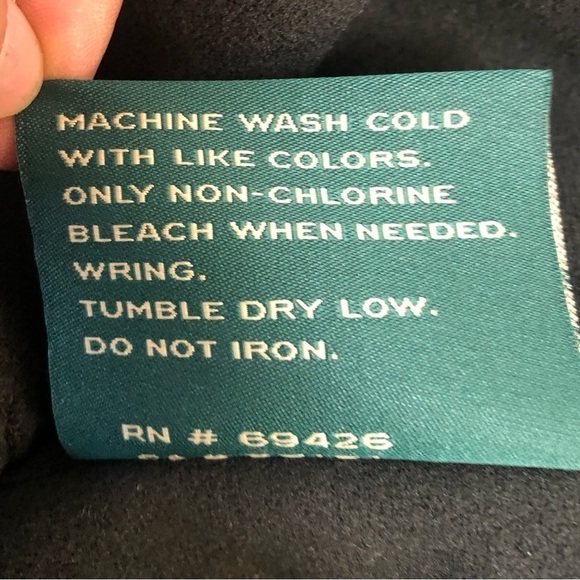 MACHINE WASH COLD
WITH LIKE COLORS.
ONLY NON-CHLORINE
BLEACH WHEN NEEDED.
WRING.
TUMBLE DRY LOW.
DO NOT IRON.
RN # 69426